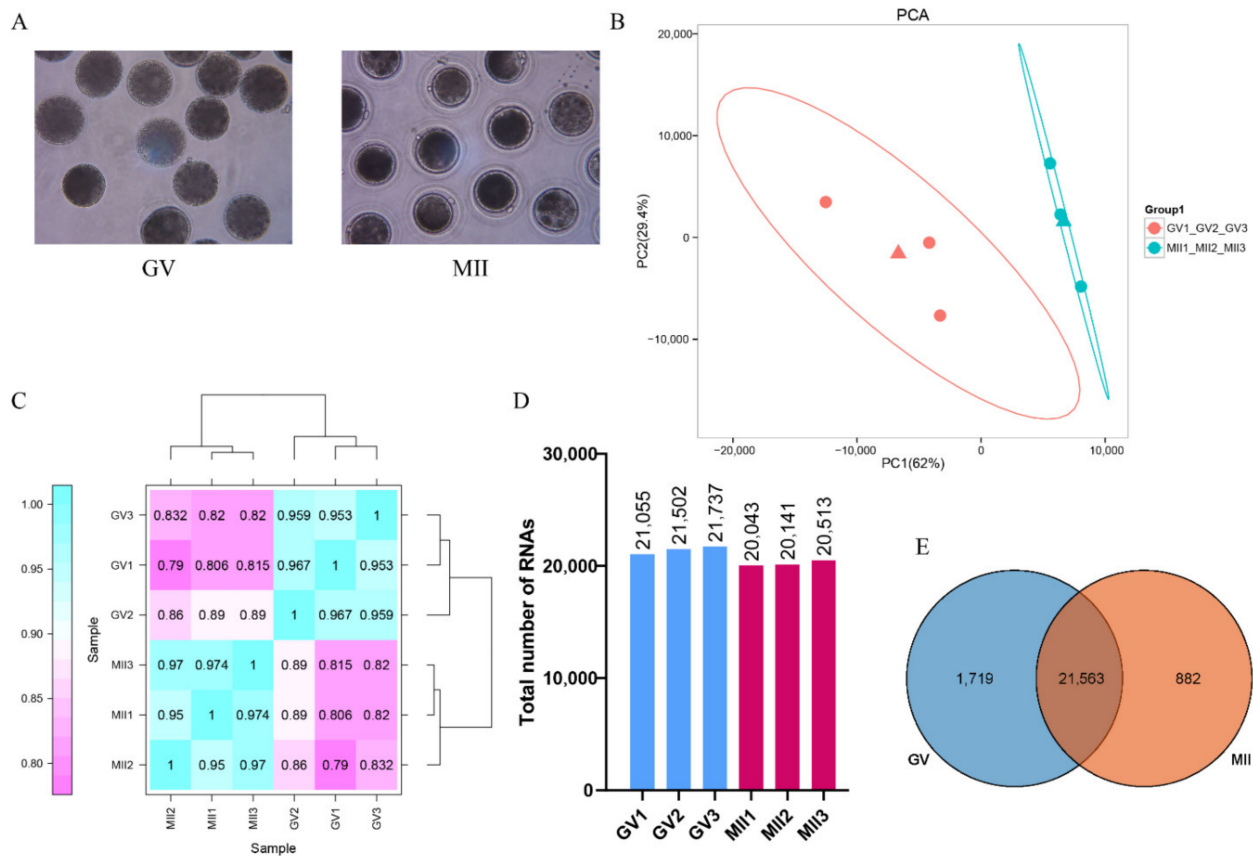 A
GV
MII
B
PCA
20,000
10,000
0
−10,000
PC2(29.4%)
−20,000
−10,000
0
10,000
PC1(62%)
Group1
GV1_GV2_GV3
MII1_MII2_MII3
C
1.00
0.95
0.90
0.85
0.80
Sample
GV3
0.832
0.82
0.82
0.959
0.953
1
GV1
0.79
0.806
0.815
0.967
1
0.953
GV2
0.86
0.89
0.89
1
0.967
0.959
MII3
0.97
0.974
1
0.89
0.815
0.82
MII1
0.95
1
0.974
0.89
0.806
0.82
MII2
1
0.95
0.97
0.86
0.79
0.832
MII2
MII1
MII3
GV2
GV1
GV3
Sample
D
Total number of RNAs
30,000
20,000
10,000
0
21,055
21,502
21,737
20,043
20,141
20,513
GV1
GV2
GV3
MII1
MII2
MII3
E
1,719
21,563
882
GV
MII